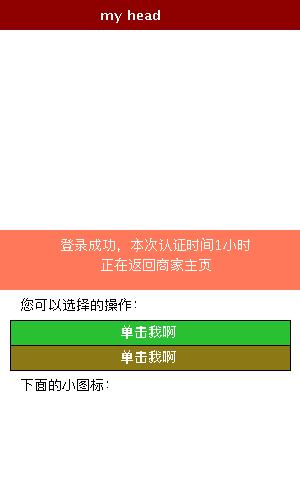 my head
登录成功，本次认证时间1小时
正在返回商家主页
您可以选择的操作：
单击我啊
单击我啊
下面的小图标：